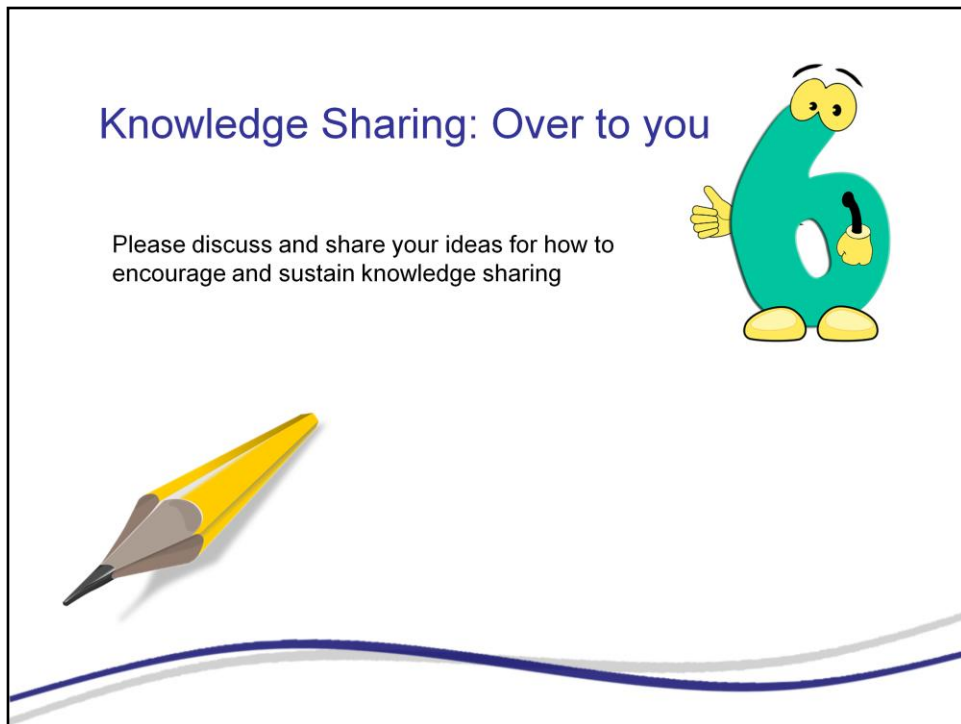 Knowledge Sharing: Over to you
6
Please discuss and share your ideas for how to
encourage and sustain knowledge sharing